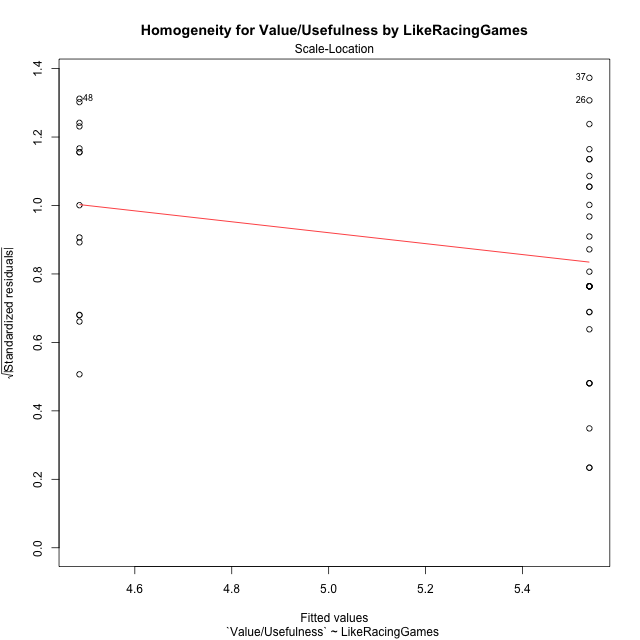 Homogeneity for Value/Usefulness by LikeRacingGames
Scale-Location
√|Standardized residuals|
1.4
1.2
1.0
0.8
0.6
0.4
0.2
0.0
37
48
26
4.6 4.8 5.0 5.2 5.4
Fitted values
`Value/Usefulness` ~ LikeRacingGames